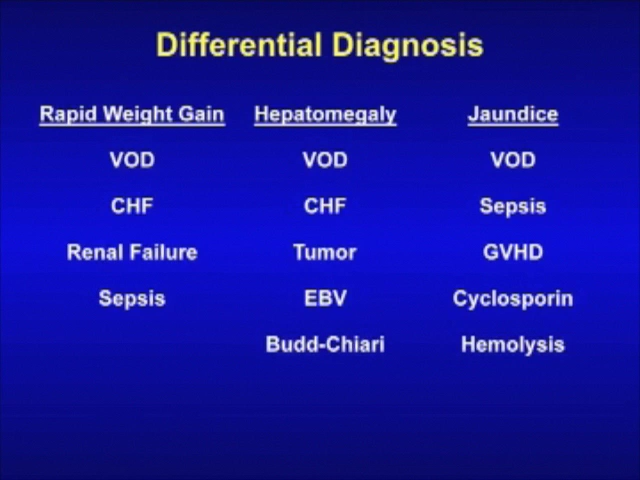 Differential Diagnosis
Rapid Weight Gain Hepatomegaly Jaundice
VOD VOD VOD
CHF CHF Sepsis
Renal Failure Tumor GVHD
Sepsis EBV Cyclosporin
Budd-Chiari Hemolysis